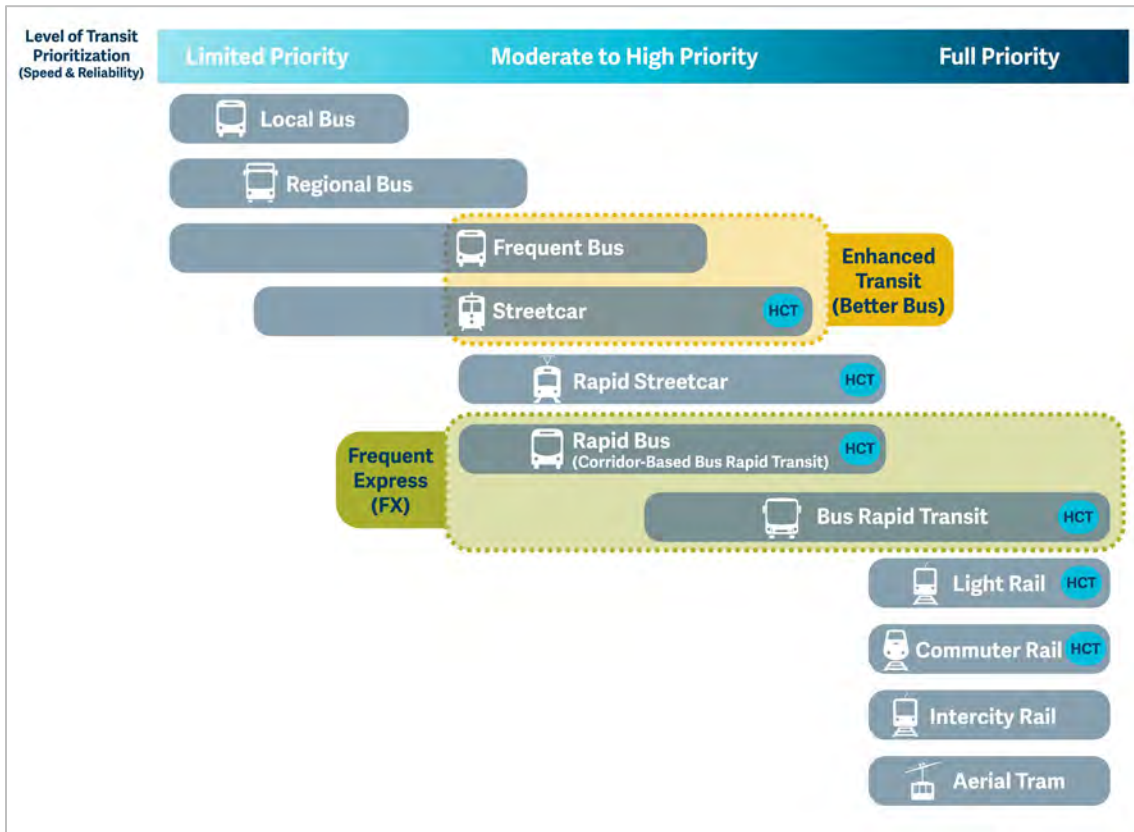 Level of Transit
Prioritization
(Speed & Reliability)
Limited Priority
Moderate to High Priority
Full Priority
Local Bus
Regional Bus
Frequent Bus
Enhanced
Transit
(Better Bus)
Streetcar
HCT
Rapid Streetcar
HCT
Frequent
Express
(FX)
Rapid Bus
(Corridor-Based Bus Rapid Transit)
HCT
Bus Rapid Transit
HCT
Light Rail
HCT
Commuter Rail
HCT
Intercity Rail
Aerial Tram